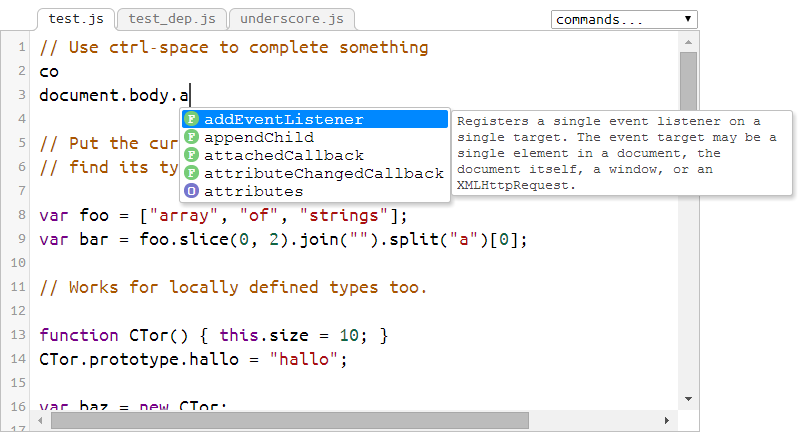 test.js test_dep.js underscore.js commands...
1 // Use ctrl-space to complete something
2 co
3 document.body.a
addEventListener
Registers a single event listener on a
4
appendChild
single target. The event target may be a
5 // Put the cur
attachedCallback
single element in a document, the
6 // find its ty
attributeChangedCallback
document itself, a window, or an
7
attributes
XMLHttpRequest.
8 var foo = ["array", "of", "strings"];
9 var bar = foo.slice(0, 2).join("").split("a")[0];
10
11 // Works for locally defined types too.
12
13 function CTor() { this.size = 10; }
14 CTor.prototype.hallo = "hallo";
15
16 var baz = new CTor;
17